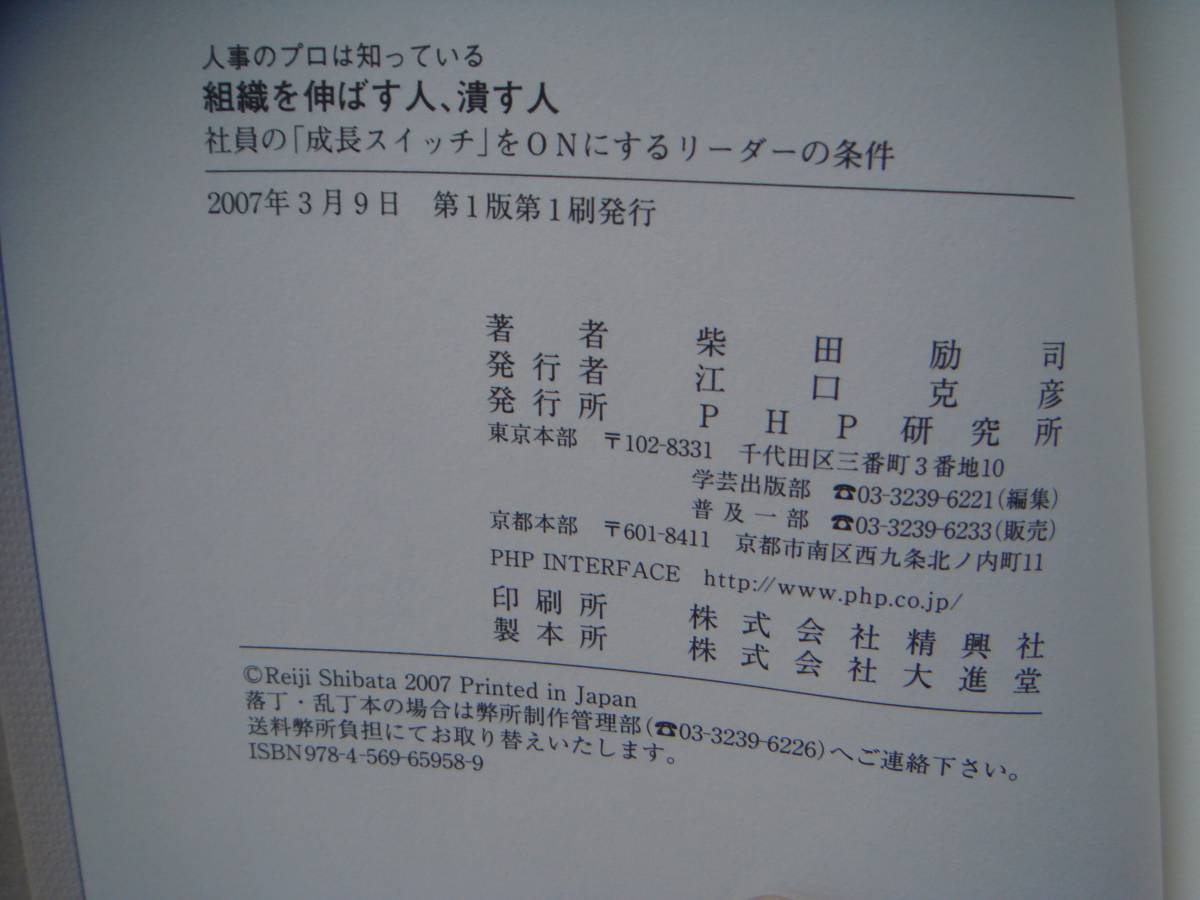 人事のプロは知っている
組織を伸ばす人、潰す人
社員の「成長スイッチ」をONにするリーダーの条件
2007年3月9日　第1版第1刷発行
著者　柴田励司
発行者　江口克彦
発行所　PHP研究所
東京本部　〒102-8331　千代田区三番町3番地10
学芸出版部　☎03-3239-6221(編集)
普及一部　☎03-3239-6233(販売)
京都本部　〒601-8411　京都市南区西九条北ノ内町11
PHP INTERFACE　http://www.php.co.jp/
印刷所　株式会社精興社
製本所　株式会社大進堂
©Reiji Shibata 2007 Printed in Japan
落丁・乱丁本の場合は弊所制作管理部(☎03-3239-6226)へご連絡下さい。
送料弊所負担にてお取り替えいたします。
ISBN978-4-569-65958-9